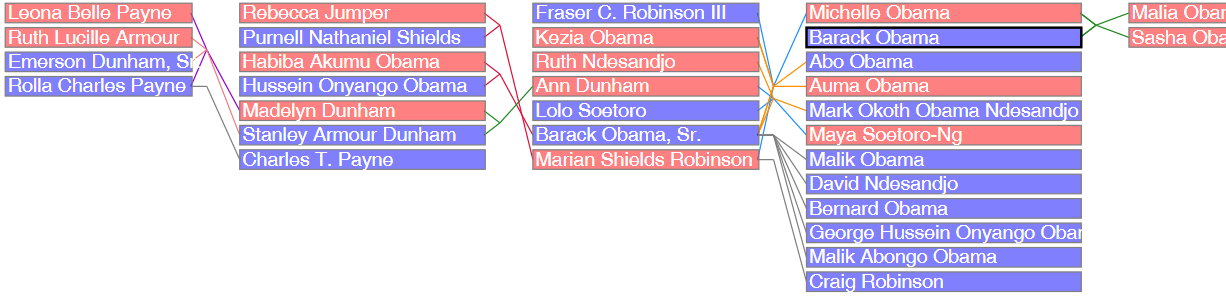 Leona Belle Payne
Ruth Lucille Armour
Emerson Dunham, Sr
Rolla Charles Payne
Rebecca Jumper
Purnell Nathaniel Shields
Habiba Akumu Obama
Hussein Onyango Obama
Madelyn Dunham
Stanley Armour Dunham
Charles T. Payne
Fraser C. Robinson III
Kezia Obama
Ruth Ndesandjo
Ann Dunham
Lolo Soetoro
Barack Obama, Sr.
Marian Shields Robinson
Michelle Obama
Barack Obama
Abo Obama
Auma Obama
Mark Okoth Obama Ndesandjo
Maya Soetoro-Ng
Malik Obama
David Ndesandjo
Bernard Obama
George Hussein Onyango Obam
Malik Abongo Obama
Craig Robinson
Malia Obam
Sasha Oba